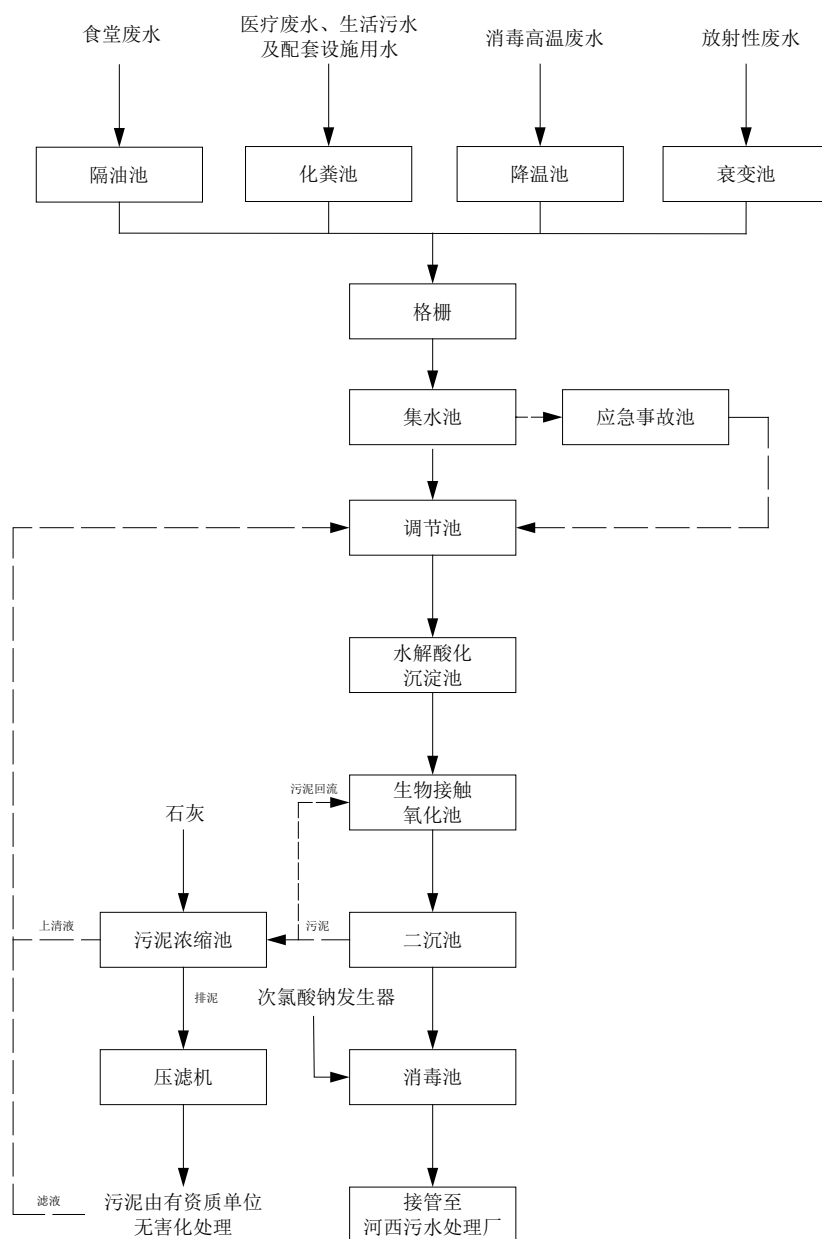 食堂废水
医疗废水、生活污水
及配套设施用水
消毒高温废水
放射性废水
隔油池
化粪池
降温池
衰变池
格栅
集水池
应急事故池
调节池
水解酸化
沉淀池
污泥回流
生物接触
氧化池
石灰
上清液
污泥浓缩池
污泥
二沉池
排泥
次氯酸钠发生器
压滤机
消毒池
滤液
污泥由有资质单位
无害化处理
接管至
河西污水处理厂